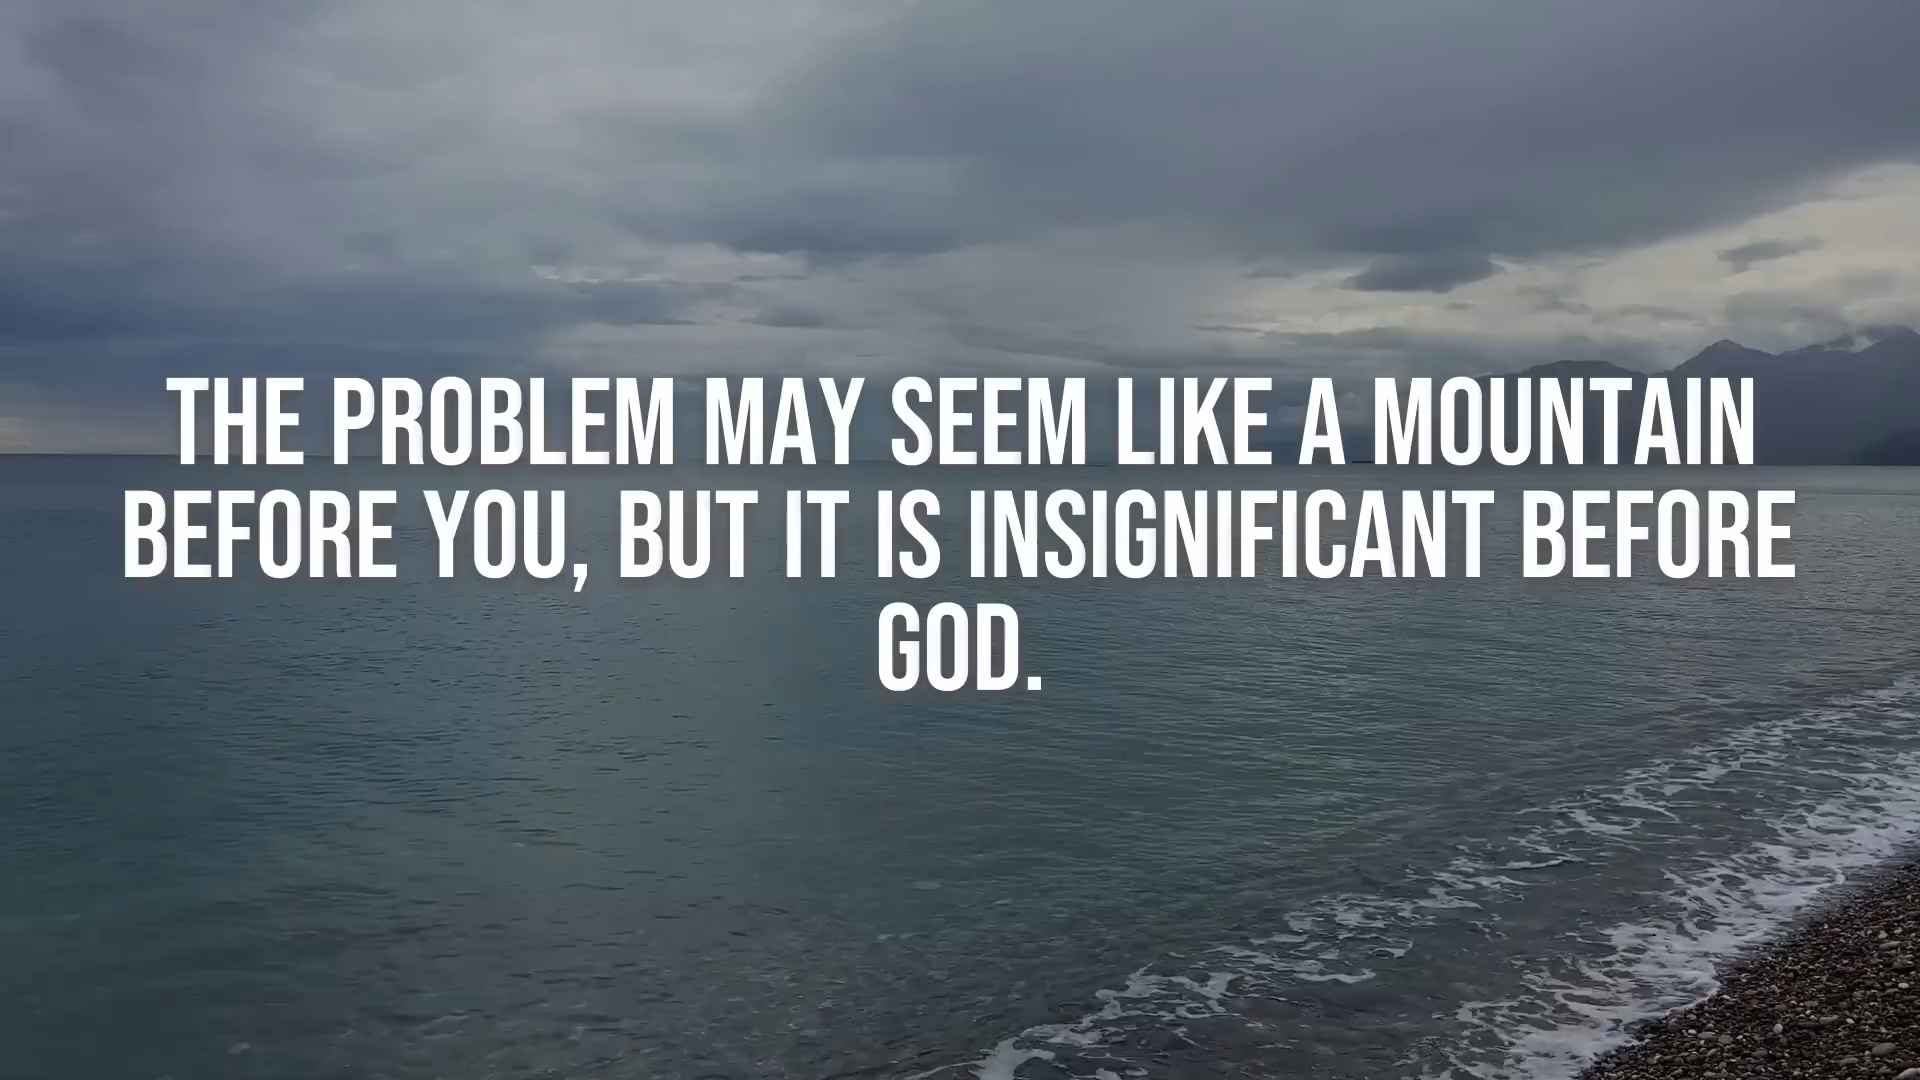 THE PROBLEM MAY SEEM LIKE A MOUNTAIN
BEFORE YOU, BUT IT IS INSIGNIFICANT BEFORE
GOD.